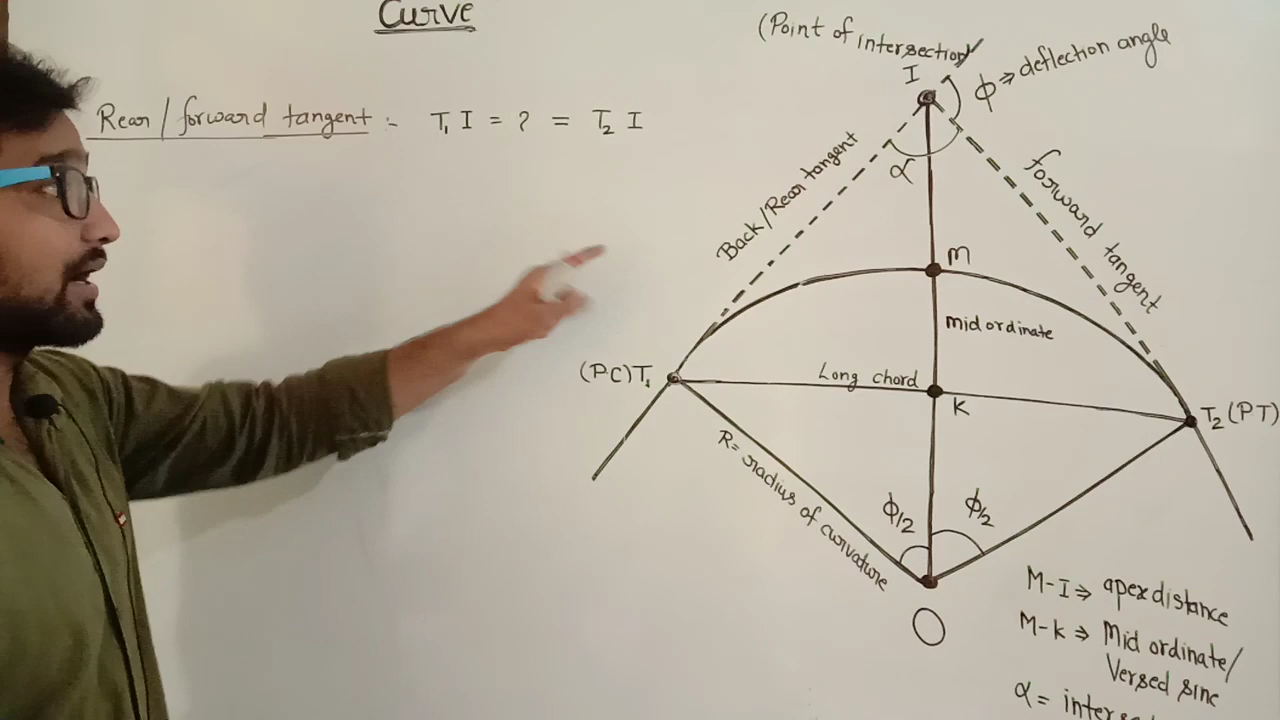 Curve
Rear/forward tangent :- T₁ I = ? = T₂ I
(Point of intersection)
I
ϕ ⇒ deflection angle
α
Back/Rear tangent
forward tangent
M
mid ordinate
Long chord
K
(PC) T₁
T₂ (PT)
R = radius of curvature
ϕ/2
ϕ/2
O
M-I ⇒ apex distance
M-K ⇒ Mid ordinate/
Versed sine
α =